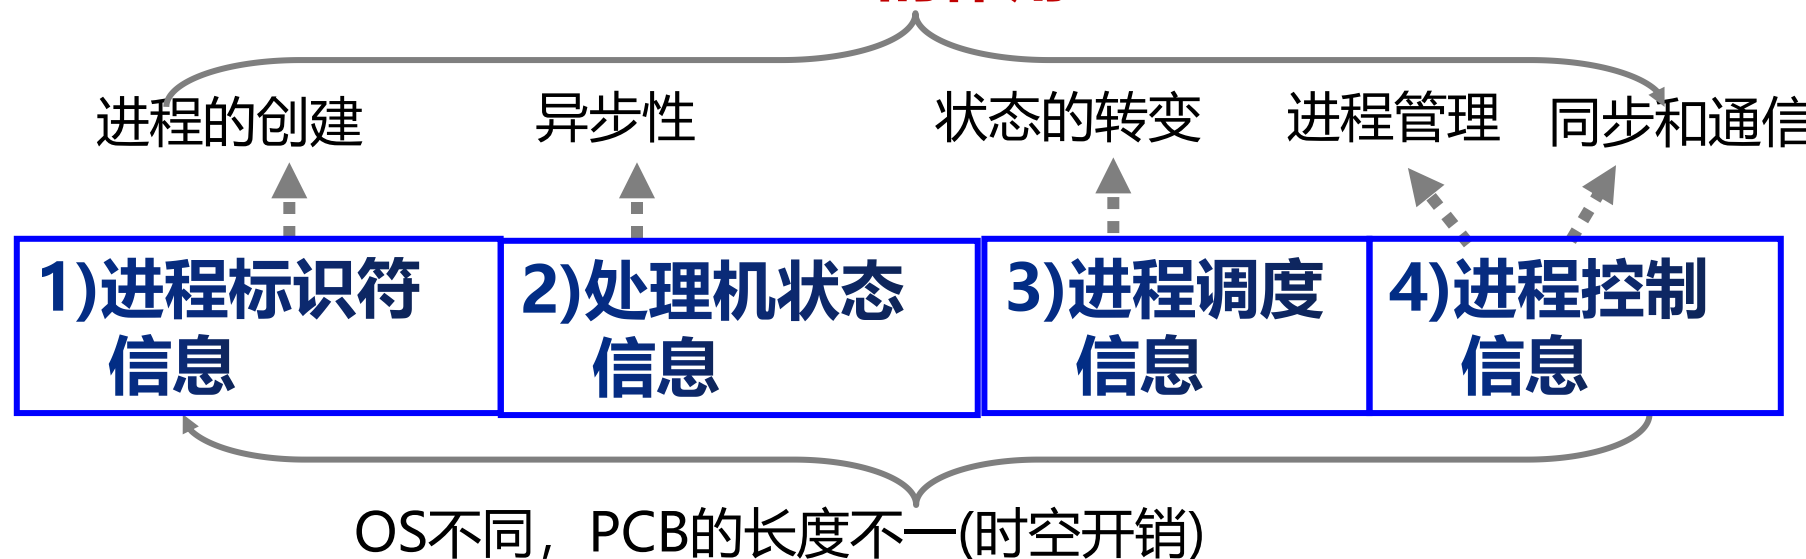 进程的创建
异步性
状态的转变
进程管理
同步和通信
1)进程标识符
信息
2)处理机状态
信息
3)进程调度
信息
4)进程控制
信息
OS不同，PCB的长度不一(时空开销)